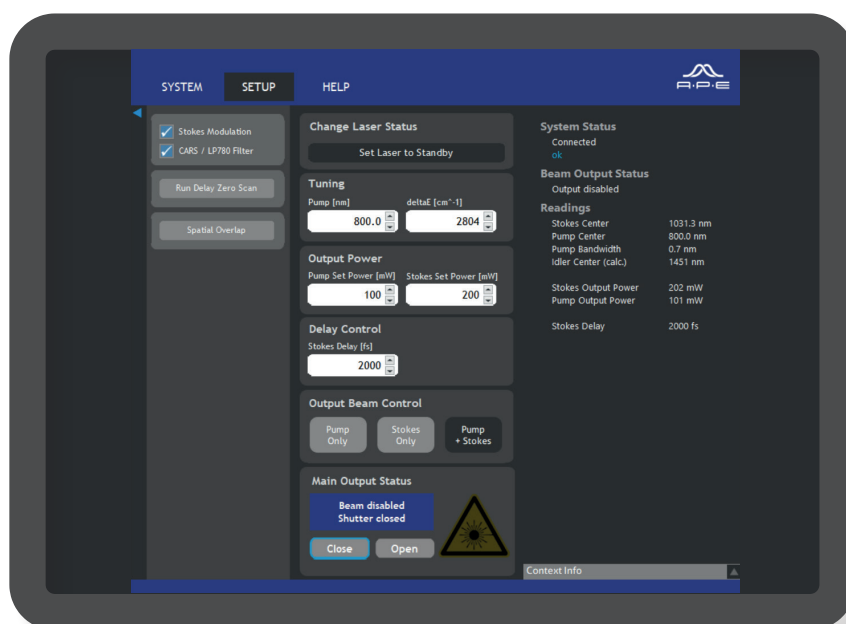 SYSTEM SETUP HELP
A·P·E
Stokes Modulation
CARS / LP780 Filter
Run Delay Zero Scan
Spatial Overlap
Change Laser Status
Set Laser to Standby
Tuning
Pump [nm] deltaE [cm^-1]
800.0 2804
Output Power
Pump Set Power [mW] Stokes Set Power [mW]
100 200
Delay Control
Stokes Delay [fs]
2000
Output Beam Control
Pump
Only
Stokes
Only
Pump
+ Stokes
Main Output Status
Beam disabled
Shutter closed
Close Open
System Status
Connected
ok
Beam Output Status
Output disabled
Readings
Stokes Center 1031.3 nm
Pump Center 800.0 nm
Pump Bandwidth 0.7 nm
Idler Center (calc.) 1451 nm
Stokes Output Power 202 mW
Pump Output Power 101 mW
Stokes Delay 2000 fs
Context Info